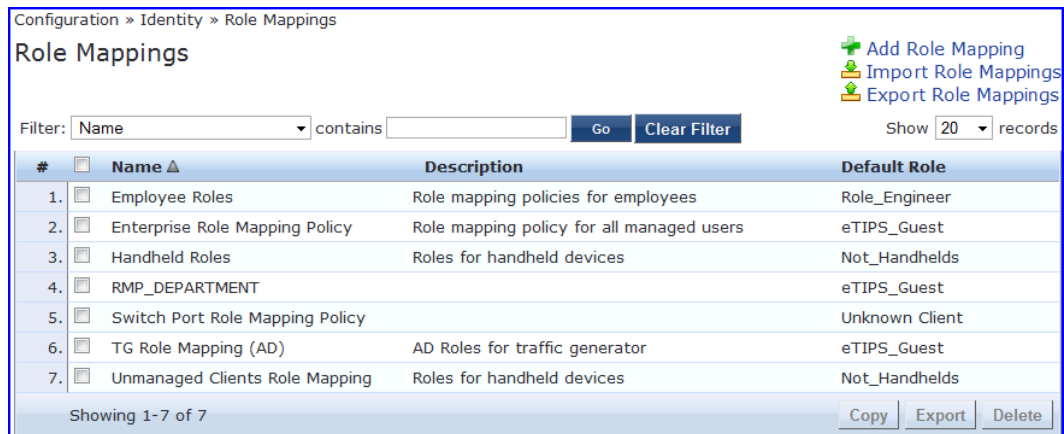 Configuration » Identity » Role Mappings
Role Mappings
Add Role Mapping
Import Role Mappings
Export Role Mappings
Filter: Name contains Go Clear Filter Show 20 records
# Name Description Default Role
1. Employee Roles Role mapping policies for employees Role_Engineer
2. Enterprise Role Mapping Policy Role mapping policy for all managed users eTIPS_Guest
3. Handheld Roles Roles for handheld devices Not_Handhelds
4. RMP_DEPARTMENT eTIPS_Guest
5. Switch Port Role Mapping Policy Unknown Client
6. TG Role Mapping (AD) AD Roles for traffic generator eTIPS_Guest
7. Unmanaged Clients Role Mapping Roles for handheld devices Not_Handhelds
Showing 1-7 of 7 Copy Export Delete